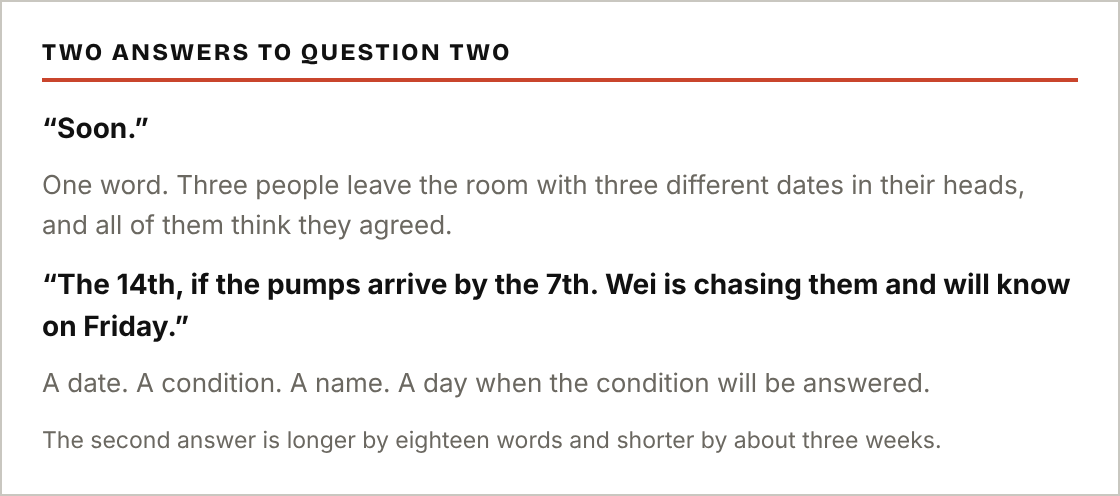 TWO ANSWERS TO QUESTION TWO
“Soon.”
One word. Three people leave the room with three different dates in their heads,
and all of them think they agreed.
“The 14th, if the pumps arrive by the 7th. Wei is chasing them and will know
on Friday.”
A date. A condition. A name. A day when the condition will be answered.
The second answer is longer by eighteen words and shorter by about three weeks.